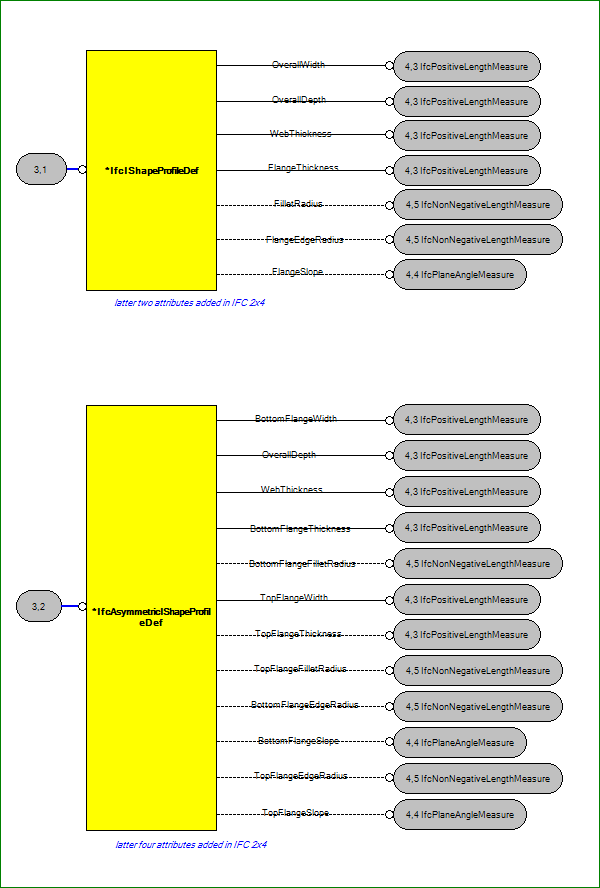 OverallWidth 4,3 IfcPositiveLengthMeasure
OverallDepth 4,3 IfcPositiveLengthMeasure
WebThickness 4,3 IfcPositiveLengthMeasure
3,1 *IfcIShapeProfileDef FlangeThickness 4,3 IfcPositiveLengthMeasure
FilletRadius 4,5 IfcNonNegativeLengthMeasure
FlangeEdgeRadius 4,5 IfcNonNegativeLengthMeasure
FlangeSlope 4,4 IfcPlaneAngleMeasure
latter two attributes added in IFC 2x4
BottomFlangeWidth 4,3 IfcPositiveLengthMeasure
OverallDepth 4,3 IfcPositiveLengthMeasure
WebThickness 4,3 IfcPositiveLengthMeasure
BottomFlangeThickness 4,3 IfcPositiveLengthMeasure
BottomFlangeFilletRadius 4,5 IfcNonNegativeLengthMeasure
TopFlangeWidth 4,3 IfcPositiveLengthMeasure
3,2 *IfcAsymmetricIShapeProfil
eDef
TopFlangeThickness 4,3 IfcPositiveLengthMeasure
TopFlangeFilletRadius 4,5 IfcNonNegativeLengthMeasure
BottomFlangeEdgeRadius 4,5 IfcNonNegativeLengthMeasure
BottomFlangeSlope 4,4 IfcPlaneAngleMeasure
TopFlangeEdgeRadius 4,5 IfcNonNegativeLengthMeasure
TopFlangeSlope 4,4 IfcPlaneAngleMeasure
latter four attributes added in IFC 2x4